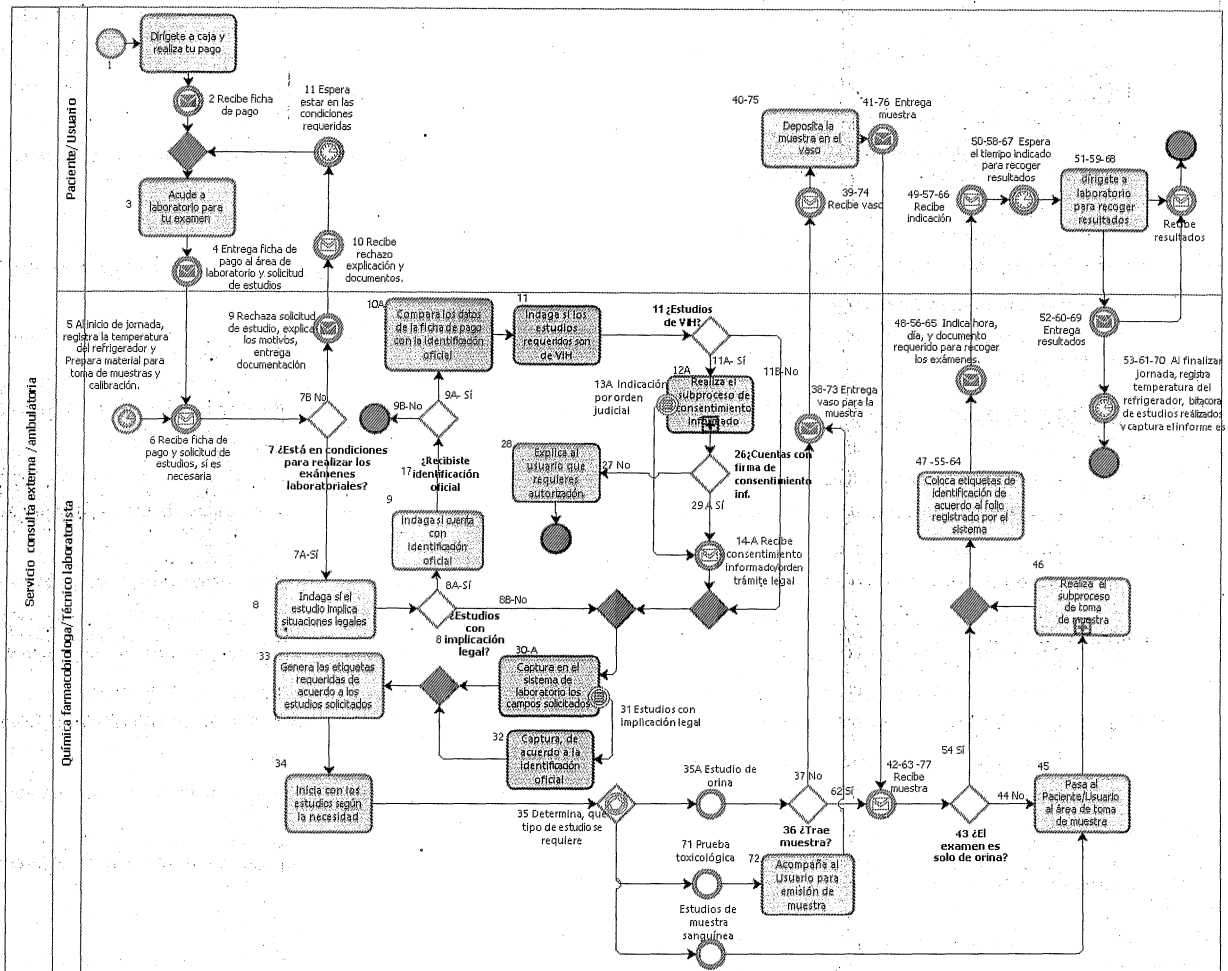 Servicio consulta externa / ambulatoria
Paciente/ Usuario
Química farmacobiologa/Técnico laboratorista
1
Dirígete a caja y
realiza tu pago
2 Recibe ficha
de pago
3
Acude a
laboratorio para
tu examen
4 Entrega ficha de
pago al área de
laboratorio y solicitud
de estudios
11 Espera
estar en las
condiciones
requeridas
10 Recibe
rechazo
explicación y
documentos.
40-75
Deposita la
muestra en el
vaso
41-76 Entrega
muestra
39-74
Recibe vaso
49-57-66
Recibe
indicación
50-58-67 Espera
el tiempo indicado
para recoger
resultados
51-59-68
dirígete a
laboratorio
para recoger
resultados
Recibe
resultados
5 Al inicio de jornada,
registra la temperatura
del refrigerador y
Prepara material para
toma de muestras y
calibración.
6 Recibe ficha de
pago y solicitud de
estudios, sí es
necesaria
9 Rechaza solicitud
de estudio, explica
los motivos,
entrega
documentación
7B No
7 ¿Está en condiciones
para realizar los
exámenes
laboratoriales?
7A-Sí
8
Indaga sí el
estudio implica
situaciones legales
8A-Sí
8B-No
¿Estudios
con
8 implicación
legal?
9
Indaga si cuenta
con
identificación
oficial
17
¿Recibiste
identificación
oficial
9B-No
9A- Sí
10A
Compara los datos
de la ficha de pago
con la identificación
oficial
11
Indaga si los
estudios
requeridos son
de VIH
11 ¿Estudios
de VIH?
11A- Sí
11B-No
12A
Realiza el
subproceso de
consentimiento
informado
13A Indicación
por orden
judicial
26¿Cuentas con
firma de
consentimiento
inf.
27 No
28
Explica al
usuario que
requieres
autorización
29 A Sí
14-A Recibe
consentimiento
informado/orden
trámite legal
30-A
Captura en el
sistema de
laboratorio los
campos solicitados
31 Estudios con
implicación legal
32
Captura, de
acuerdo a la
identificación
oficial
33
Genera las etiquetas
requeridas de
acuerdo a los
estudios solicitados
34
Inicia con los
estudios según
la necesidad
35 Determina, que
tipo de estudio se
requiere
35A Estudio de
orina
36 ¿Trae
muestra?
37 No
62 Sí
38-73 Entrega
vaso para la
muestra
71 Prueba
toxicológica
72
Acompaña al
Usuario para
emisión de
muestra
Estudios de
muestra
sanguínea
42-63 -77
Recibe
muestra
43 ¿El
examen es
solo de orina?
54 Sí
44 No
45
Pasa al
Paciente/Usuario
al área de toma
de muestra
46
Realiza el
subproceso
de toma
de muestra
47 -55-64
Coloca etiquetas
de identificación
de acuerdo al folio
registrado por el
sistema
48-56-65 Indica hora,
día, y documento
requerido para recoger
los exámenes.
52-60-69
Entrega
resultados
53-61-70 Al finalizar
jornada, registra
temperatura del
refrigerador, bitácora
de estudios realizados
y captura el informe es